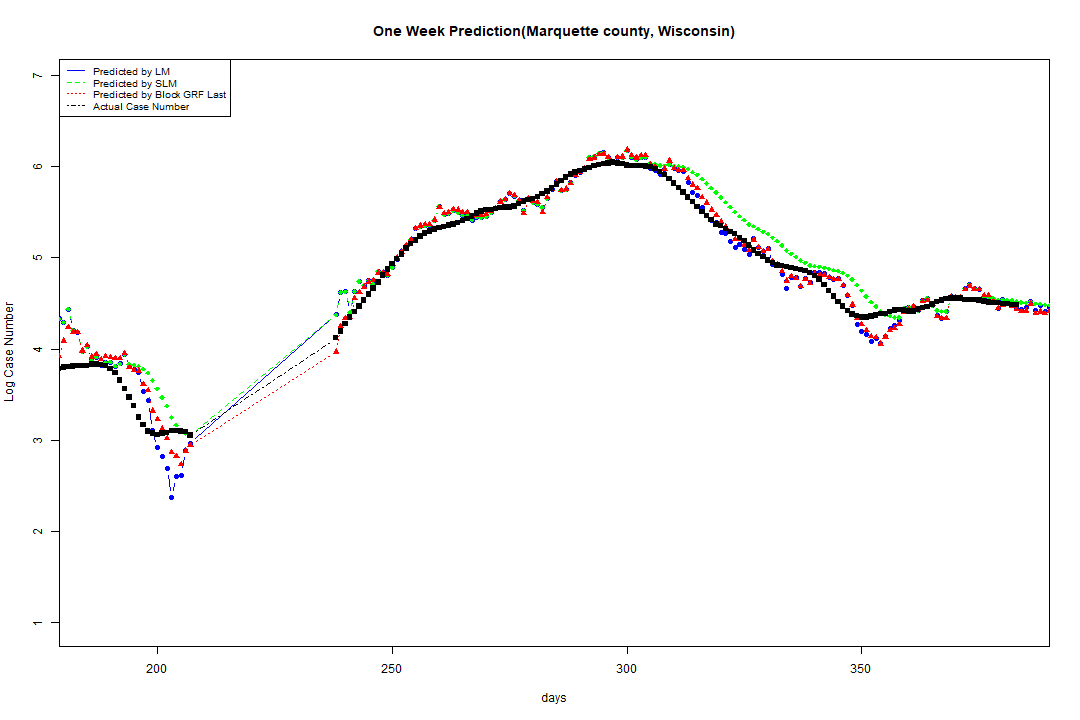 One Week Prediction(Marquette county, Wisconsin)
Predicted by LM
Predicted by SLM
Predicted by Block GRF Last
Actual Case Number
7
6
5
4
3
2
1
Log Case Number
200 250 300 350
days